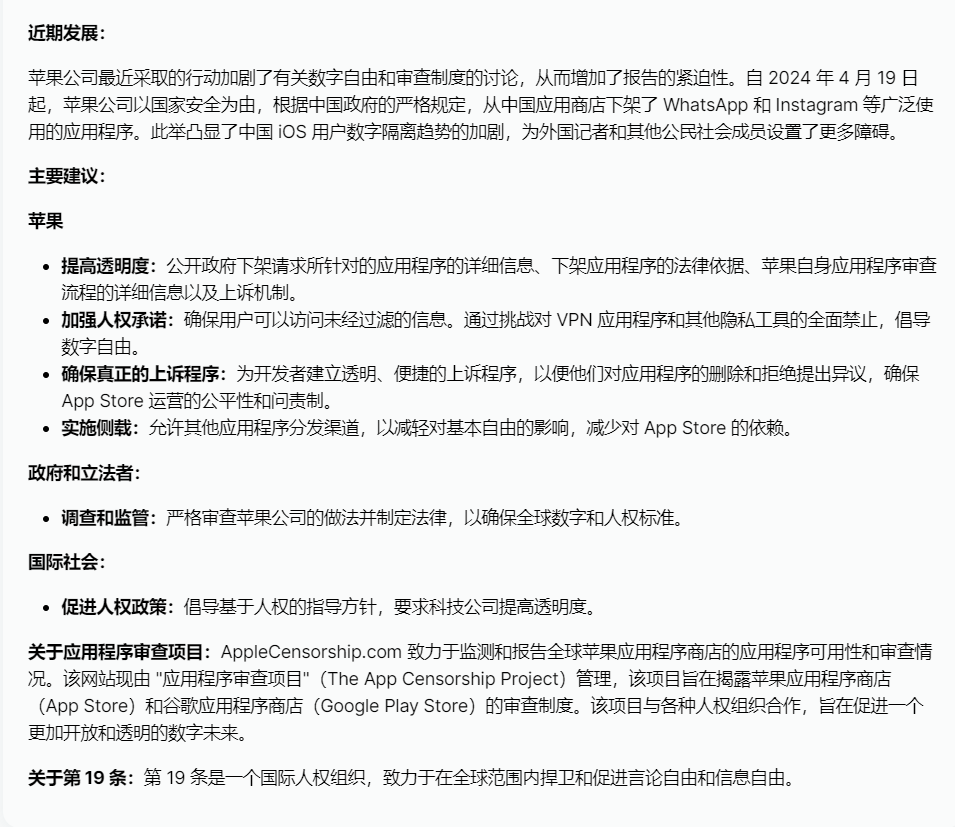 近期发展：
苹果公司最近采取的行动加剧了有关数字自由和审查制度的讨论，从而增加了报告的紧迫性。自 2024 年 4 月 19 日
起，苹果公司以国家安全为由，根据中国政府的严格规定，从中国应用商店下架了 WhatsApp 和 Instagram 等广泛使
用的应用程序。此举凸显了中国 iOS 用户数字隔离趋势的加剧，为外国记者和其他公民社会成员设置了更多障碍。
主要建议：
苹果
• 提高透明度：公开政府下架请求所针对的应用程序的详细信息、下架应用程序的法律依据、苹果自身应用程序审查
流程的详细信息以及上诉机制。
• 加强人权承诺：确保用户可以访问未经过滤的信息。通过挑战对 VPN 应用程序和其他隐私工具的全面禁止，倡导
数字自由。
• 确保真正的上诉程序：为开发者建立透明、便捷的上诉程序，以便他们对应用程序的删除和拒绝提出异议，确保
App Store 运营的公平性和问责制。
• 实施侧载：允许其他应用程序分发渠道，以减轻对基本自由的影响，减少对 App Store 的依赖。
政府和立法者：
• 调查和监管：严格审查苹果公司的做法并制定法律，以确保全球数字和人权标准。
国际社会：
• 促进人权政策：倡导基于人权的指导方针，要求科技公司提高透明度。
关于应用程序审查项目：AppleCensorship.com 致力于监测和报告全球苹果应用程序商店的应用程序可用性和审查情
况。该网站现由 "应用程序审查项目"（The App Censorship Project）管理，该项目旨在揭露苹果应用程序商店
（App Store）和谷歌应用程序商店（Google Play Store）的审查制度。该项目与各种人权组织合作，旨在促进一个
更加开放和透明的数字未来。
关于第 19 条：第 19 条是一个国际人权组织，致力于在全球范围内捍卫和促进言论自由和信息自由。